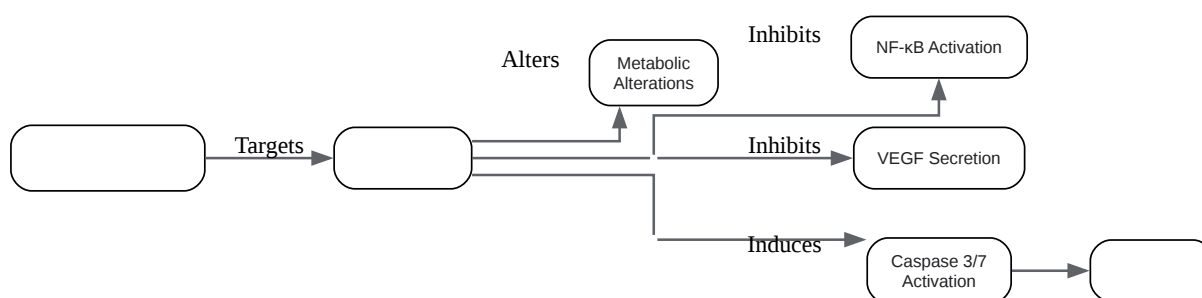 Inhibits
NF-κB Activation
Alters
Metabolic
Alterations
Targets
Inhibits
VEGF Secretion
Induces
Caspase 3/7
Activation